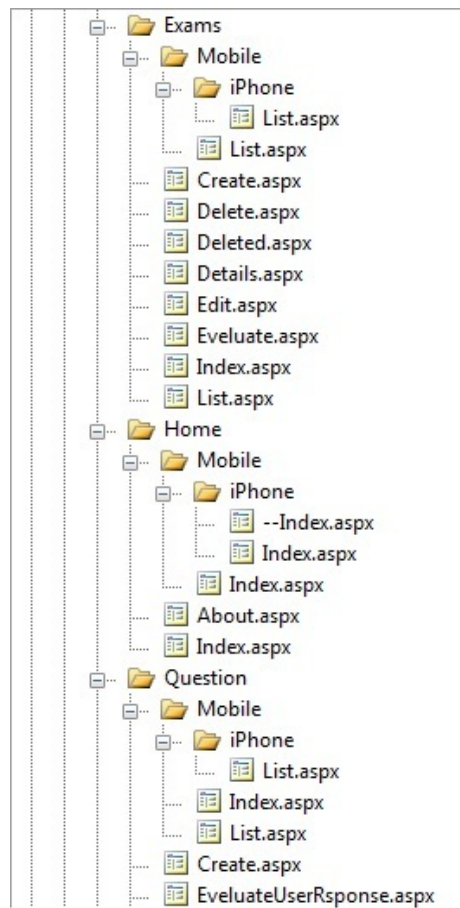 Exams
Mobile
iPhone
List.aspx
List.aspx
Create.aspx
Delete.aspx
Deleted.aspx
Details.aspx
Edit.aspx
Eveluate.aspx
Index.aspx
List.aspx
Home
Mobile
iPhone
--Index.aspx
Index.aspx
Index.aspx
About.aspx
Index.aspx
Question
Mobile
iPhone
List.aspx
Index.aspx
List.aspx
Create.aspx
EveluateUserRsponse.aspx